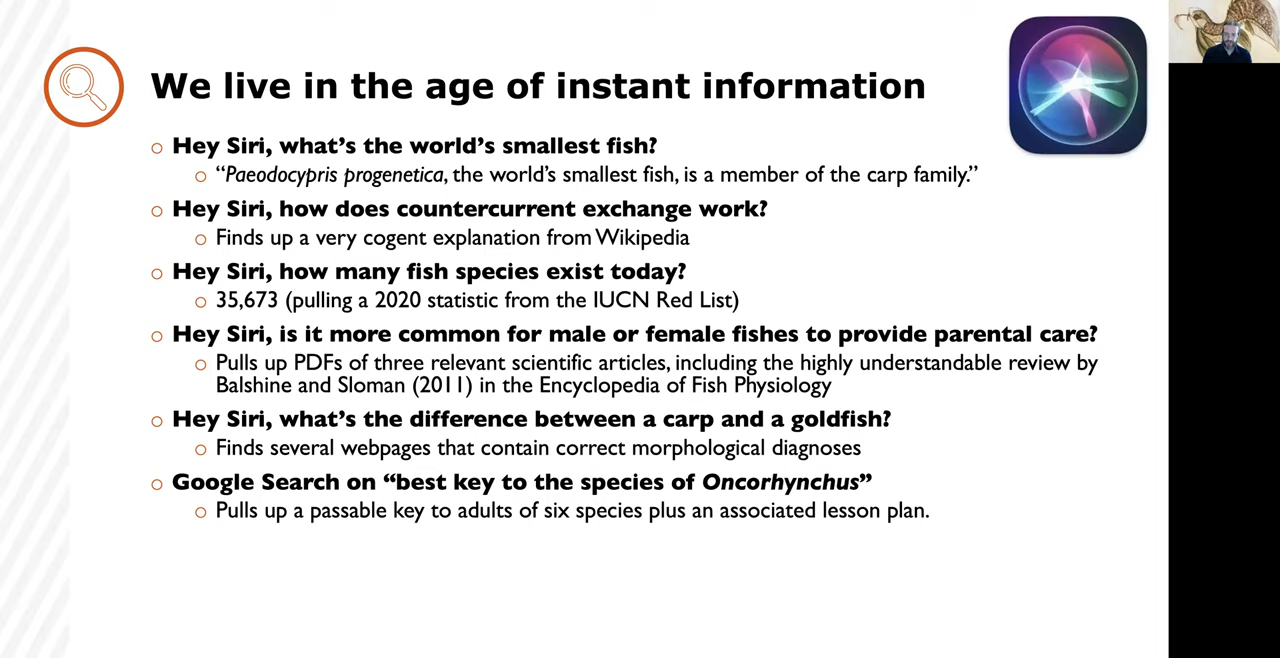 We live in the age of instant information
Hey Siri, what's the world's smallest fish?
"Paedocypris progenetica, the world's smallest fish, is a member of the carp family."
Hey Siri, how does countercurrent exchange work?
Finds up a very cogent explanation from Wikipedia
Hey Siri, how many fish species exist today?
35,673 (pulling a 2020 statistic from the IUCN Red List)
Hey Siri, is it more common for male or female fishes to provide parental care?
Pulls up PDFs of three relevant scientific articles, including the highly understandable review by
Balshine and Sloman (2011) in the Encyclopedia of Fish Physiology
Hey Siri, what's the difference between a carp and a goldfish?
Finds several webpages that contain correct morphological diagnoses
Google Search on "best key to the species of Oncorhynchus"
Pulls up a passable key to adults of six species plus an associated lesson plan.